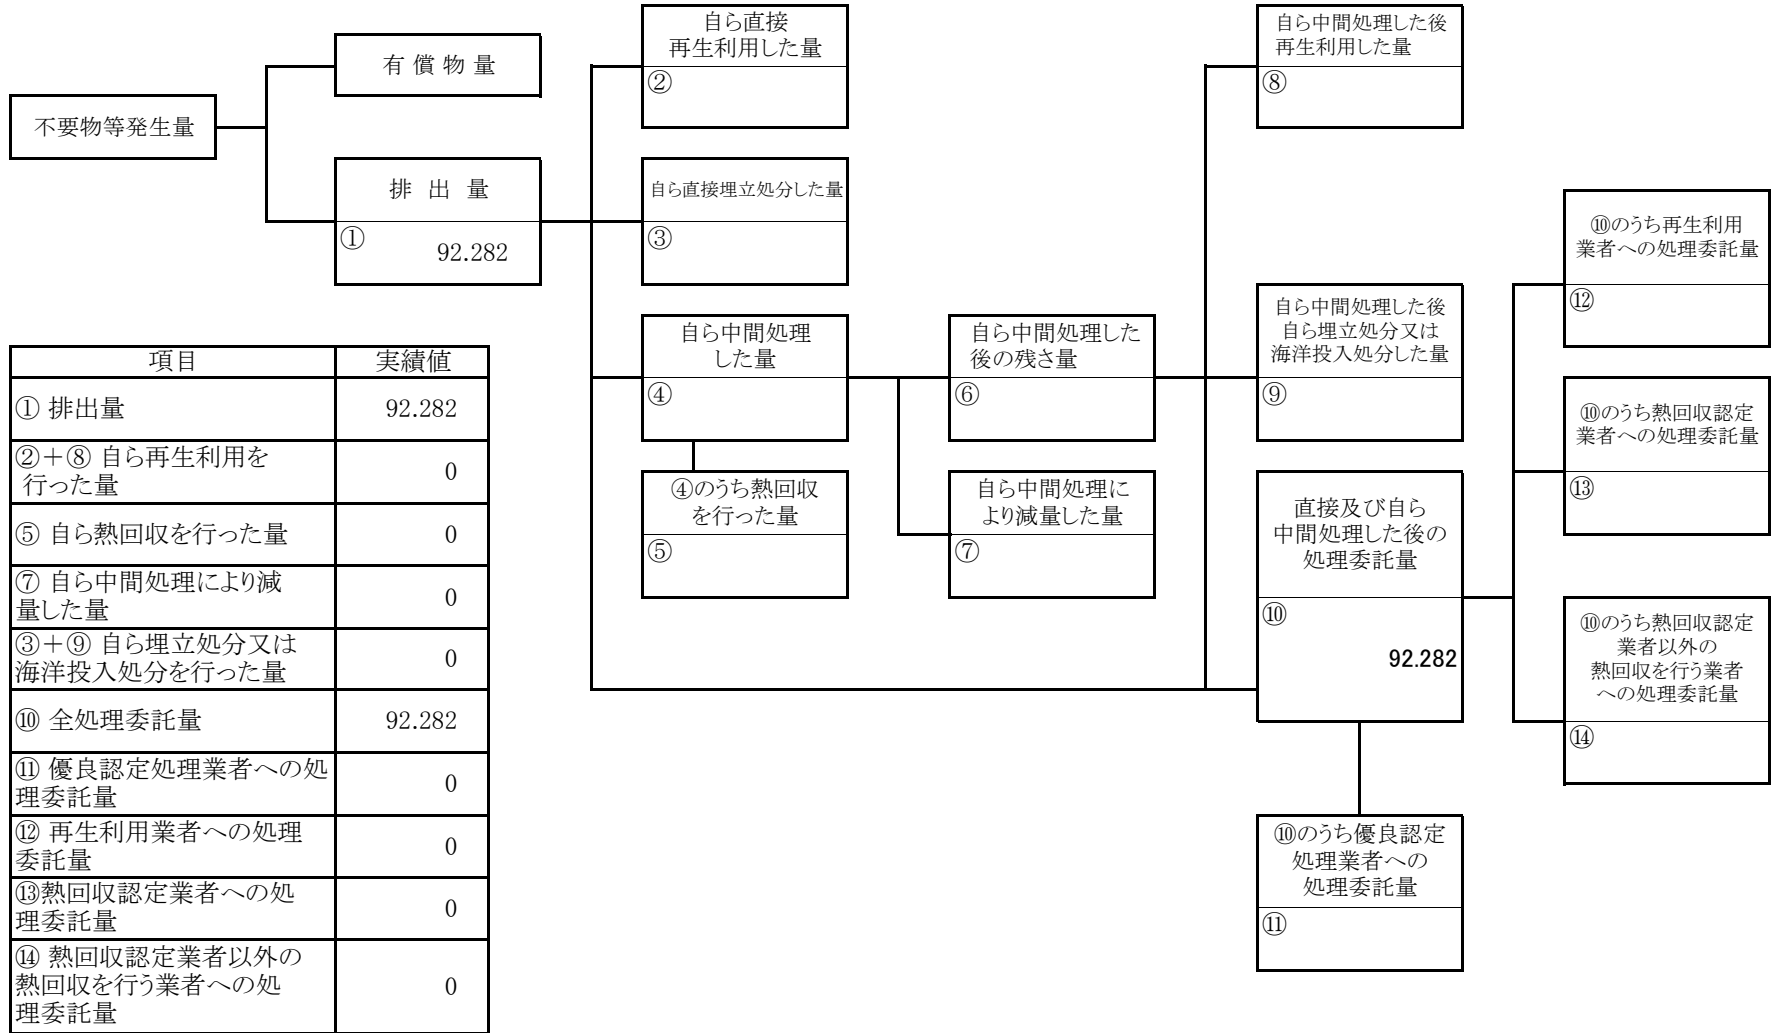 不要物等発生量
有 償 物 量
排 出 量
①
92.282
自ら直接
再生利用した量
②
自ら直接埋立処分した量
③
自ら中間処理
した量
④
④のうち熱回収
を行った量
⑤
自ら中間処理した
後の残さ量
⑥
自ら中間処理に
より減量した量
⑦
自ら中間処理した後
再生利用した量
⑧
自ら中間処理した後
自ら埋立処分又は
海洋投入処分した量
⑨
直接及び自ら
中間処理した後の
処理委託量
⑩
92.282
⑩のうち優良認定
処理業者への
処理委託量
⑪
⑩のうち再生利用
業者への処理委託量
⑫
⑩のうち熱回収認定
業者への処理委託量
⑬
⑩のうち熱回収認定
業者以外の
熱回収を行う業者
への処理委託量
⑭
項目 実績値
① 排出量 92.282
②+⑧ 自ら再生利用を
行った量 0
⑤ 自ら熱回収を行った量 0
⑦ 自ら中間処理により減
量した量 0
③+⑨ 自ら埋立処分又は
海洋投入処分を行った量 0
⑩ 全処理委託量 92.282
⑪ 優良認定処理業者への処
理委託量 0
⑫ 再生利用業者への処理
委託量 0
⑬熱回収認定業者への処
理委託量 0
⑭ 熱回収認定業者以外の
熱回収を行う業者への処
理委託量 0